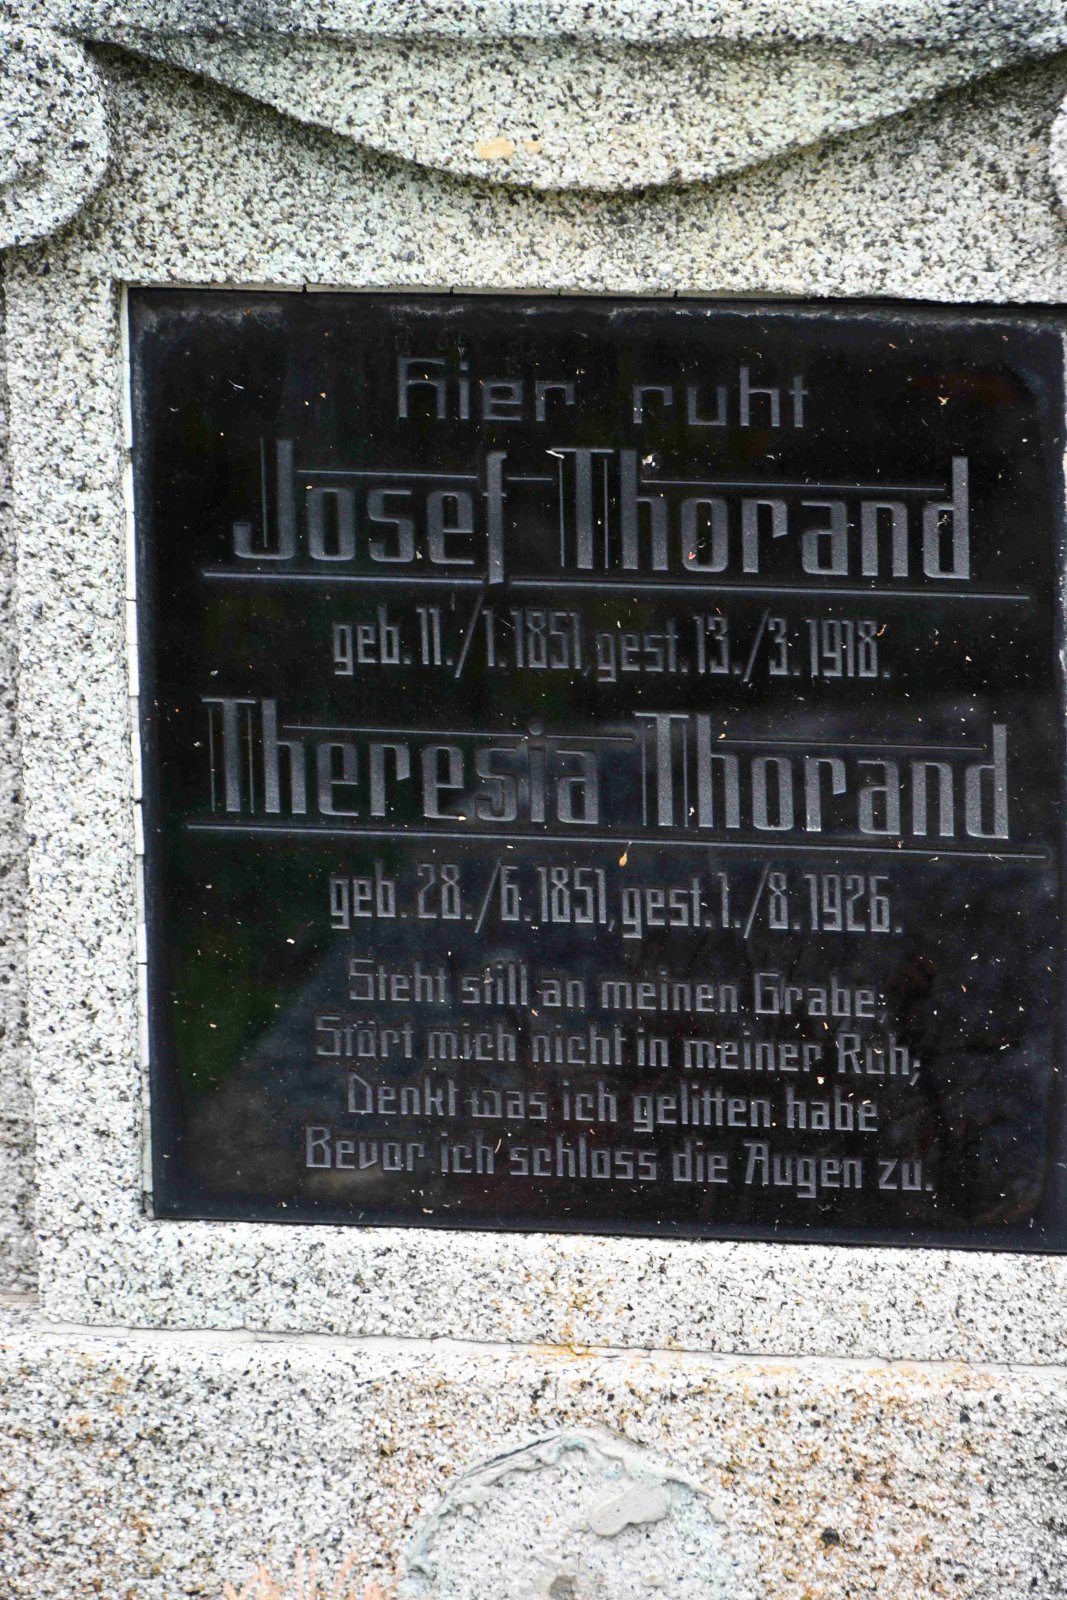 Hier ruht
Josef Thorand
geb. 11./1. 1851, gest. 13./3. 1918.
Theresia Thorand
geb. 28./6. 1851, gest. 1./8. 1926.
Steht still an meinen Grabe;
Stört mich nicht in meiner Ruh;
Denkt was ich gelitten habe
Bevor ich schloss die Augen zu.